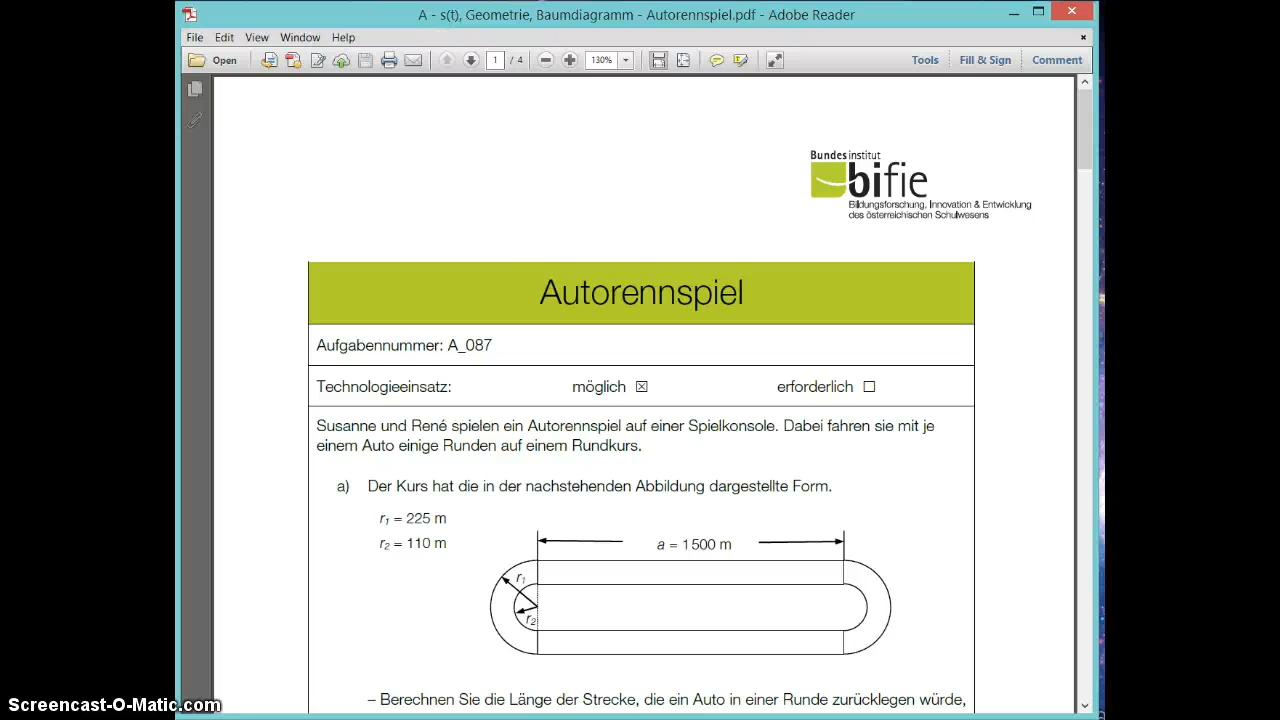 A - s(t), Geometrie, Baumdiagramm - Autorennspiel.pdf - Adobe Reader
File Edit View Window Help
Open 1 / 4 130% Tools Fill & Sign Comment
Bundesinstitut
bifie
Bildungsforschung, Innovation & Entwicklung
des österreichischen Schulwesens
Autorennspiel
Aufgabennummer: A_087
Technologieeinsatz: möglich ☒ erforderlich ☐
Susanne und René spielen ein Autorennspiel auf einer Spielkonsole. Dabei fahren sie mit je
einem Auto einige Runden auf einem Rundkurs.
a) Der Kurs hat die in der nachstehenden Abbildung dargestellte Form.
r₁ = 225 m
r₂ = 110 m
a = 1500 m
r₁
r₂
– Berechnen Sie die Länge der Strecke, die ein Auto in einer Runde zurücklegen würde,
Screencast-O-Matic.com